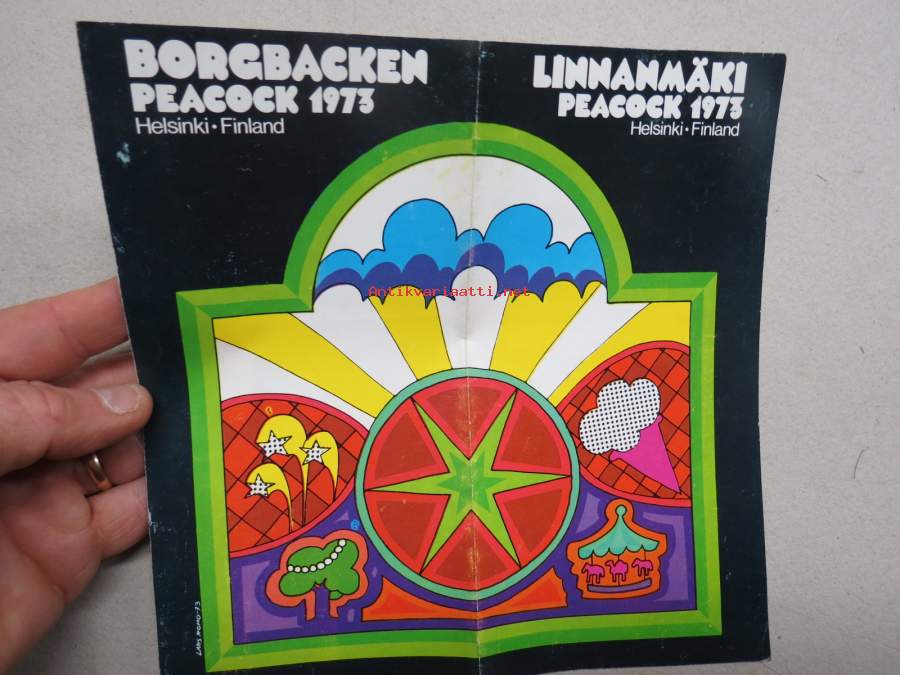 BORGBACKEN
PEACOCK 1973
Helsinki • Finland
LINNANMÄKI
PEACOCK 1973
Helsinki • Finland
Antikvariaatti.net